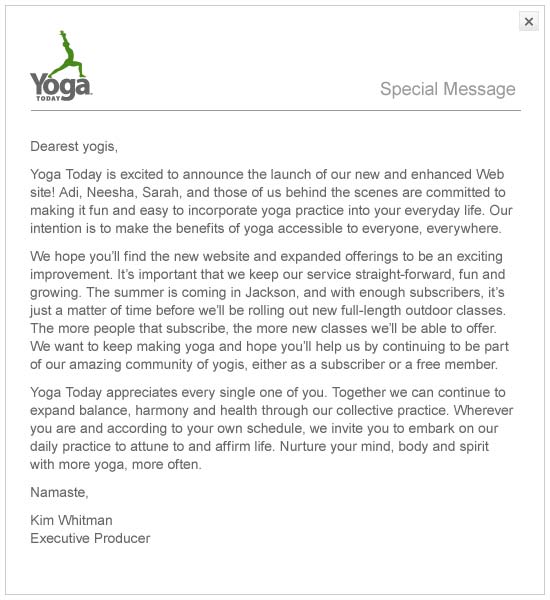 Yoga
TODAY
Special Message
Dearest yogis,
Yoga Today is excited to announce the launch of our new and enhanced Web
site! Adi, Neesha, Sarah, and those of us behind the scenes are committed to
making it fun and easy to incorporate yoga practice into your everyday life. Our
intention is to make the benefits of yoga accessible to everyone, everywhere.
We hope you’ll find the new website and expanded offerings to be an exciting
improvement. It’s important that we keep our service straight-forward, fun and
growing. The summer is coming in Jackson, and with enough subscribers, it’s
just a matter of time before we’ll be rolling out new full-length outdoor classes.
The more people that subscribe, the more new classes we’ll be able to offer.
We want to keep making yoga and hope you’ll help us by continuing to be part
of our amazing community of yogis, either as a subscriber or a free member.
Yoga Today appreciates every single one of you. Together we can continue to
expand balance, harmony and health through our collective practice. Wherever
you are and according to your own schedule, we invite you to embark on our
daily practice to attune to and affirm life. Nurture your mind, body and spirit
with more yoga, more often.
Namaste,
Kim Whitman
Executive Producer